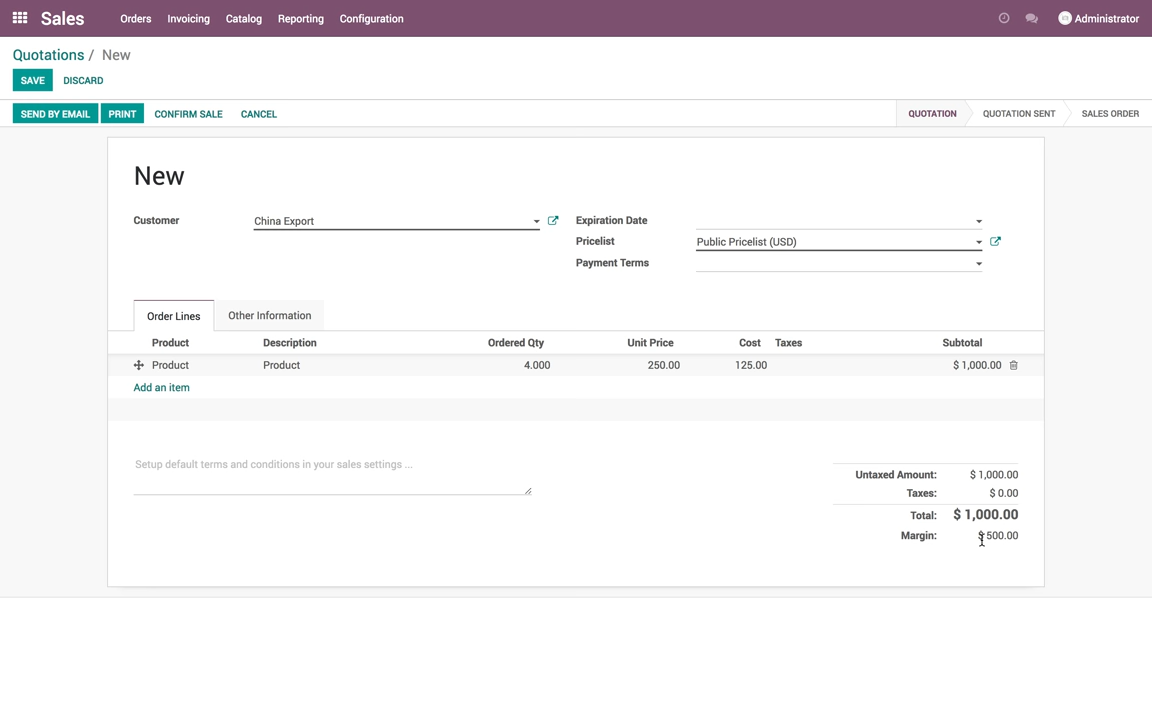 Sales Orders Invoicing Catalog Reporting Configuration Administrator
Quotations / New
SAVE DISCARD
SEND BY EMAIL PRINT CONFIRM SALE CANCEL QUOTATION QUOTATION SENT SALES ORDER
New
Customer China Export Expiration Date
Pricelist Public Pricelist (USD)
Payment Terms
Order Lines Other Information
Product Description Ordered Qty Unit Price Cost Taxes Subtotal
Product Product 4.000 250.00 125.00 $ 1,000.00
Add an item
Setup default terms and conditions in your sales settings ...
Untaxed Amount: $ 1,000.00
Taxes: $ 0.00
Total: $ 1,000.00
Margin: $ 500.00